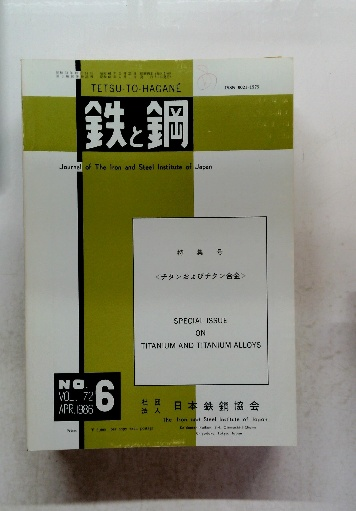 TETSU-TO-HAGANÉ
鉄と鋼
Journal of The Iron and Steel Institute of Japan
特集号
<チタンおよびチタン合金>
SPECIAL ISSUE
ON
TITANIUM AND TITANIUM ALLOYS
NO. 6
VOL. 72
APR. 1986
社団法人 日本鉄鋼協会
The Iron and Steel Institute of Japan